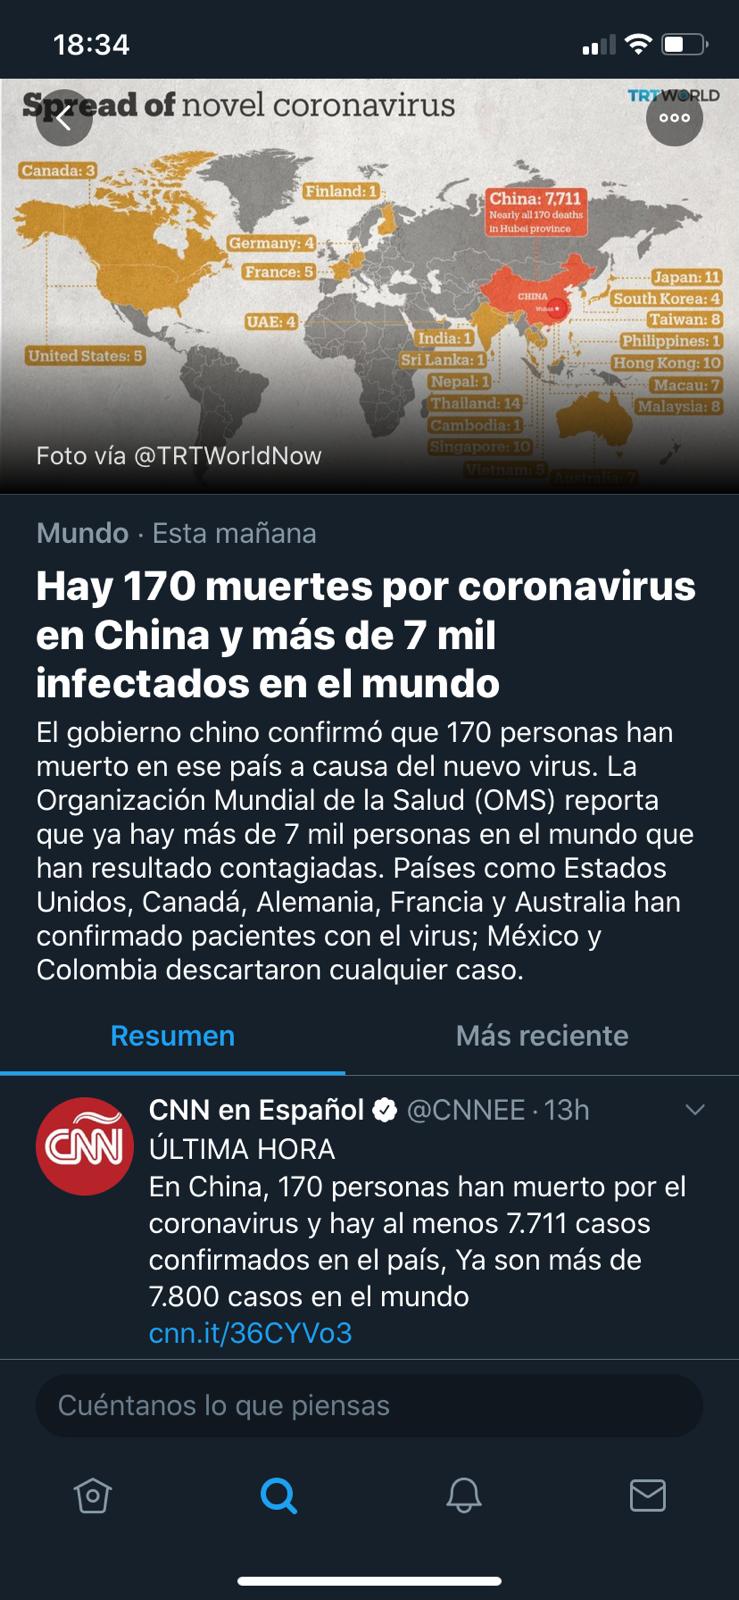 18:34
Spread of novel coronavirus
TRTWORLD
Canada: 3
Finland: 1
China: 7,711
Nearly all 170 deaths
in Hubei province
Germany: 4
France: 5
Japan: 11
CHINA
South Korea: 4
Wuhan
UAE: 4
Taiwan: 8
India: 1
Philippines: 1
United States: 5
Sri Lanka: 1
Hong Kong: 10
Nepal: 1
Macau: 7
Thailand: 14
Malaysia: 8
Cambodia: 1
Singapore: 10
Foto vía @TRTWorldNow
Vietnam: 5
Australia: 7
Mundo · Esta mañana
Hay 170 muertes por coronavirus
en China y más de 7 mil
infectados en el mundo
El gobierno chino confirmó que 170 personas han
muerto en ese país a causa del nuevo virus. La
Organización Mundial de la Salud (OMS) reporta
que ya hay más de 7 mil personas en el mundo que
han resultado contagiadas. Países como Estados
Unidos, Canadá, Alemania, Francia y Australia han
confirmado pacientes con el virus; México y
Colombia descartaron cualquier caso.
Resumen
Más reciente
CNN
CNN en Español @CNNEE · 13h
ÚLTIMA HORA
En China, 170 personas han muerto por el
coronavirus y hay al menos 7.711 casos
confirmados en el país, Ya son más de
7.800 casos en el mundo
cnn.it/36CYVo3
Cuéntanos lo que piensas